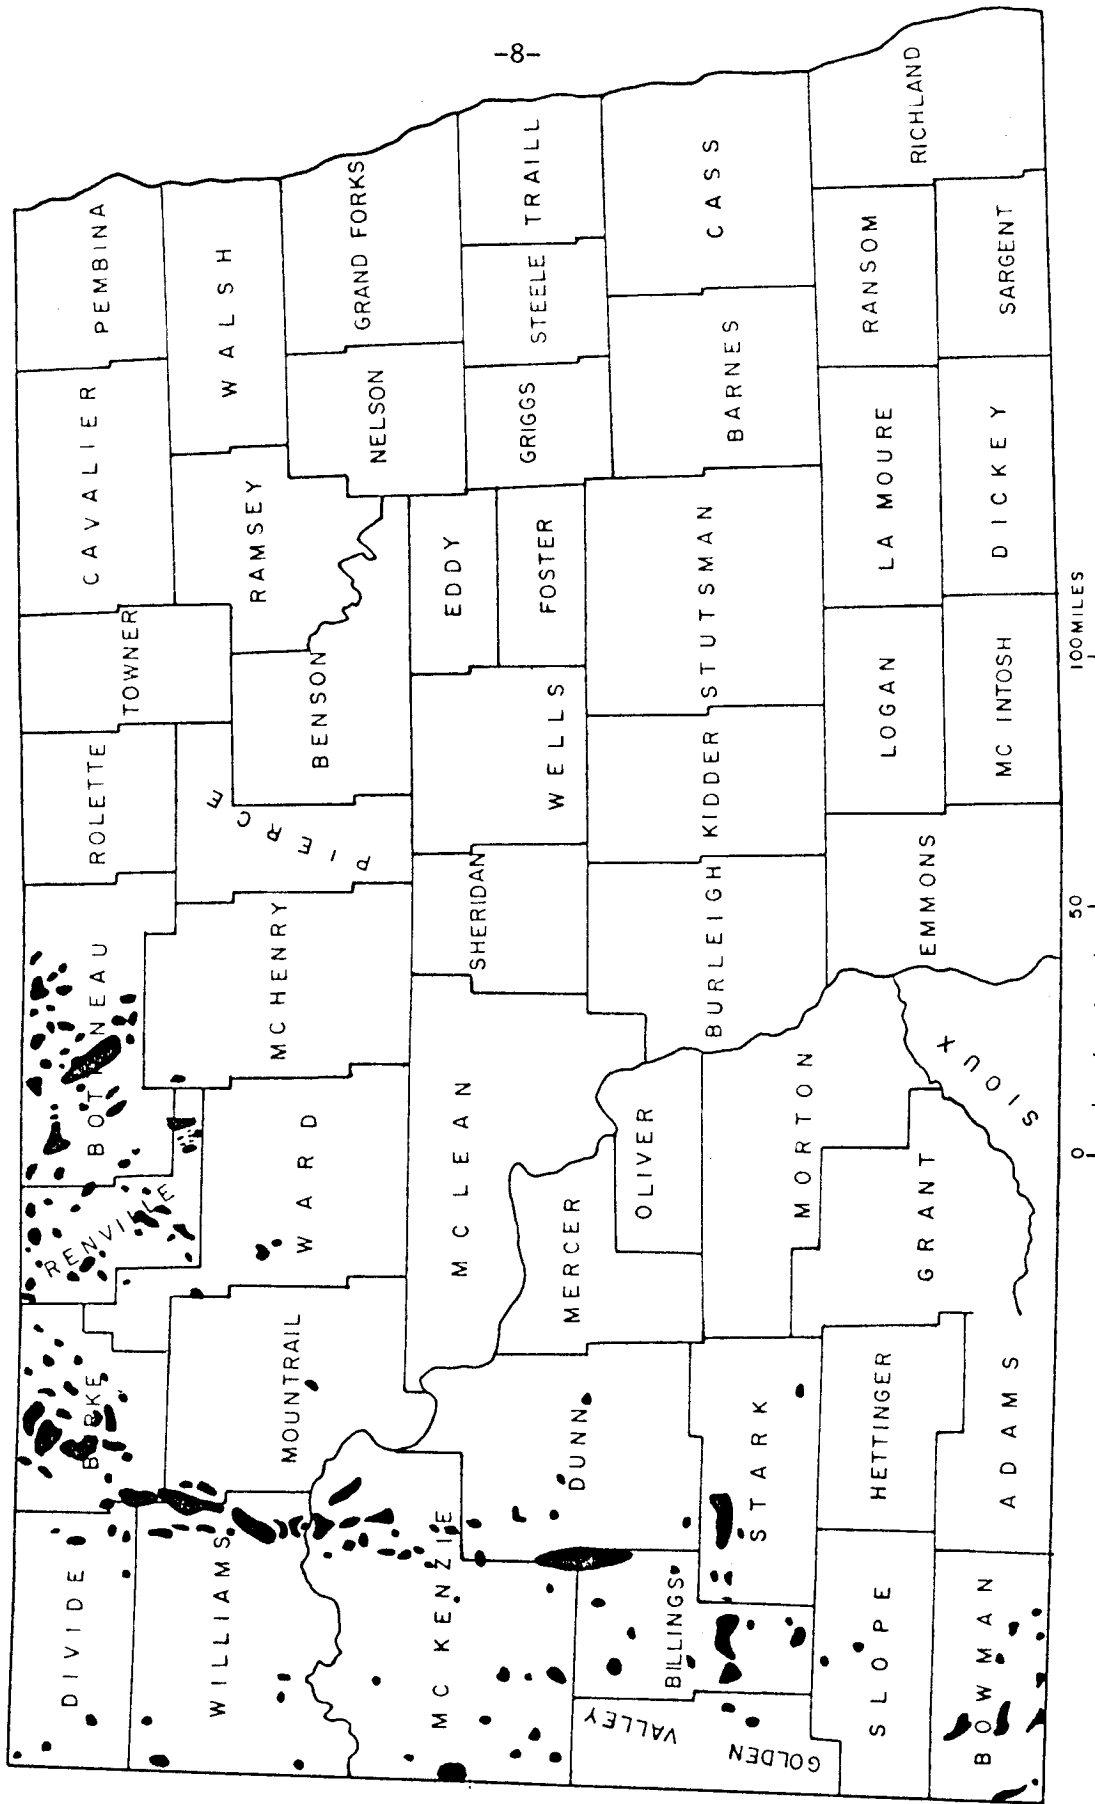 -8-
DIVIDE
BURKE
RENVILLE
BOTTINEAU
ROLETTE
TOWNER
CAVALIER
PEMBINA
WILLIAMS
MOUNTRAIL
WARD
MCHENRY
PIERCE
BENSON
RAMSEY
WALSH
NELSON
GRAND FORKS
MC KENZIE
MC LEAN
SHERIDAN
WELLS
EDDY
FOSTER
GRIGGS
STEELE
TRAILL
DUNN
MERCER
OLIVER
BURLEIGH
KIDDER
STUTSMAN
BARNES
CASS
GOLDEN
VALLEY
BILLINGS
STARK
MORTON
SLOPE
HETTINGER
GRANT
SIOUX
EMMONS
LOGAN
LA MOURE
RANSOM
RICHLAND
BOWMAN
ADAMS
MC INTOSH
DICKEY
SARGENT
0
50
100 MILES